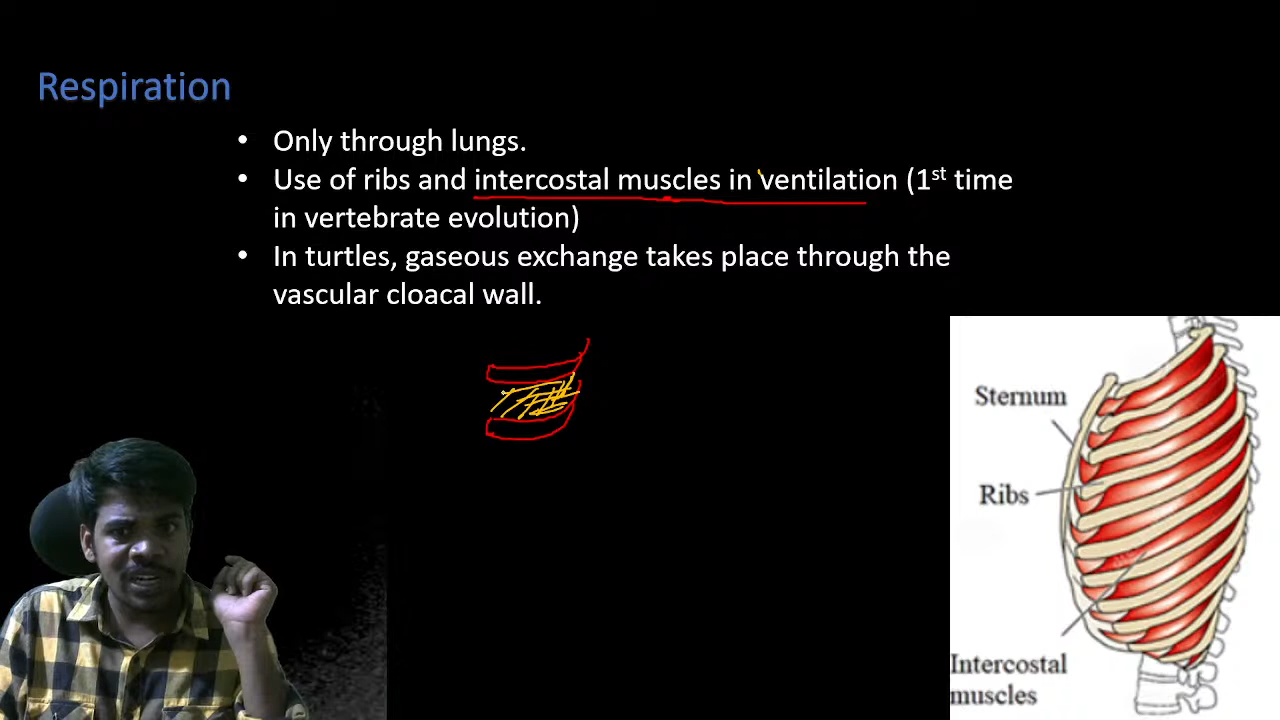 Respiration
• Only through lungs.
• Use of ribs and intercostal muscles in ventilation (1st time
in vertebrate evolution)
• In turtles, gaseous exchange takes place through the
vascular cloacal wall.
Sternum
Ribs
Intercostal
muscles